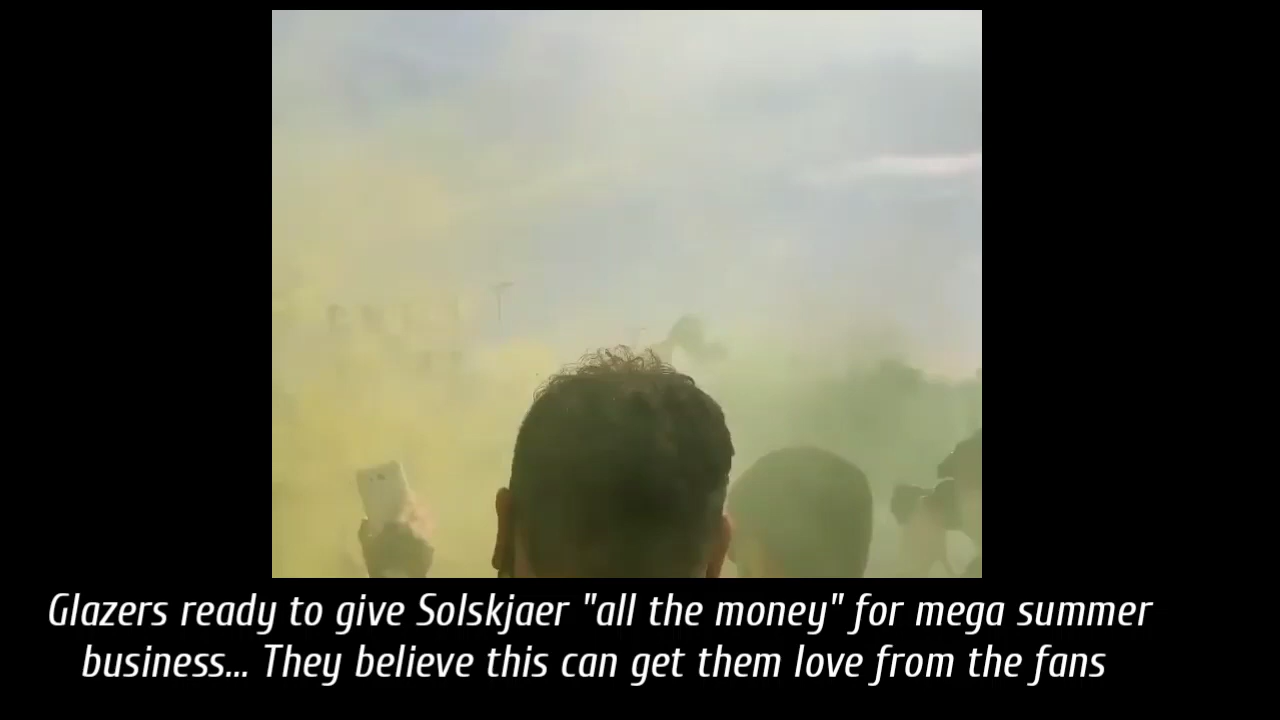 Glazers ready to give Solskjaer "all the money" for mega summer
business... They believe this can get them love from the fans